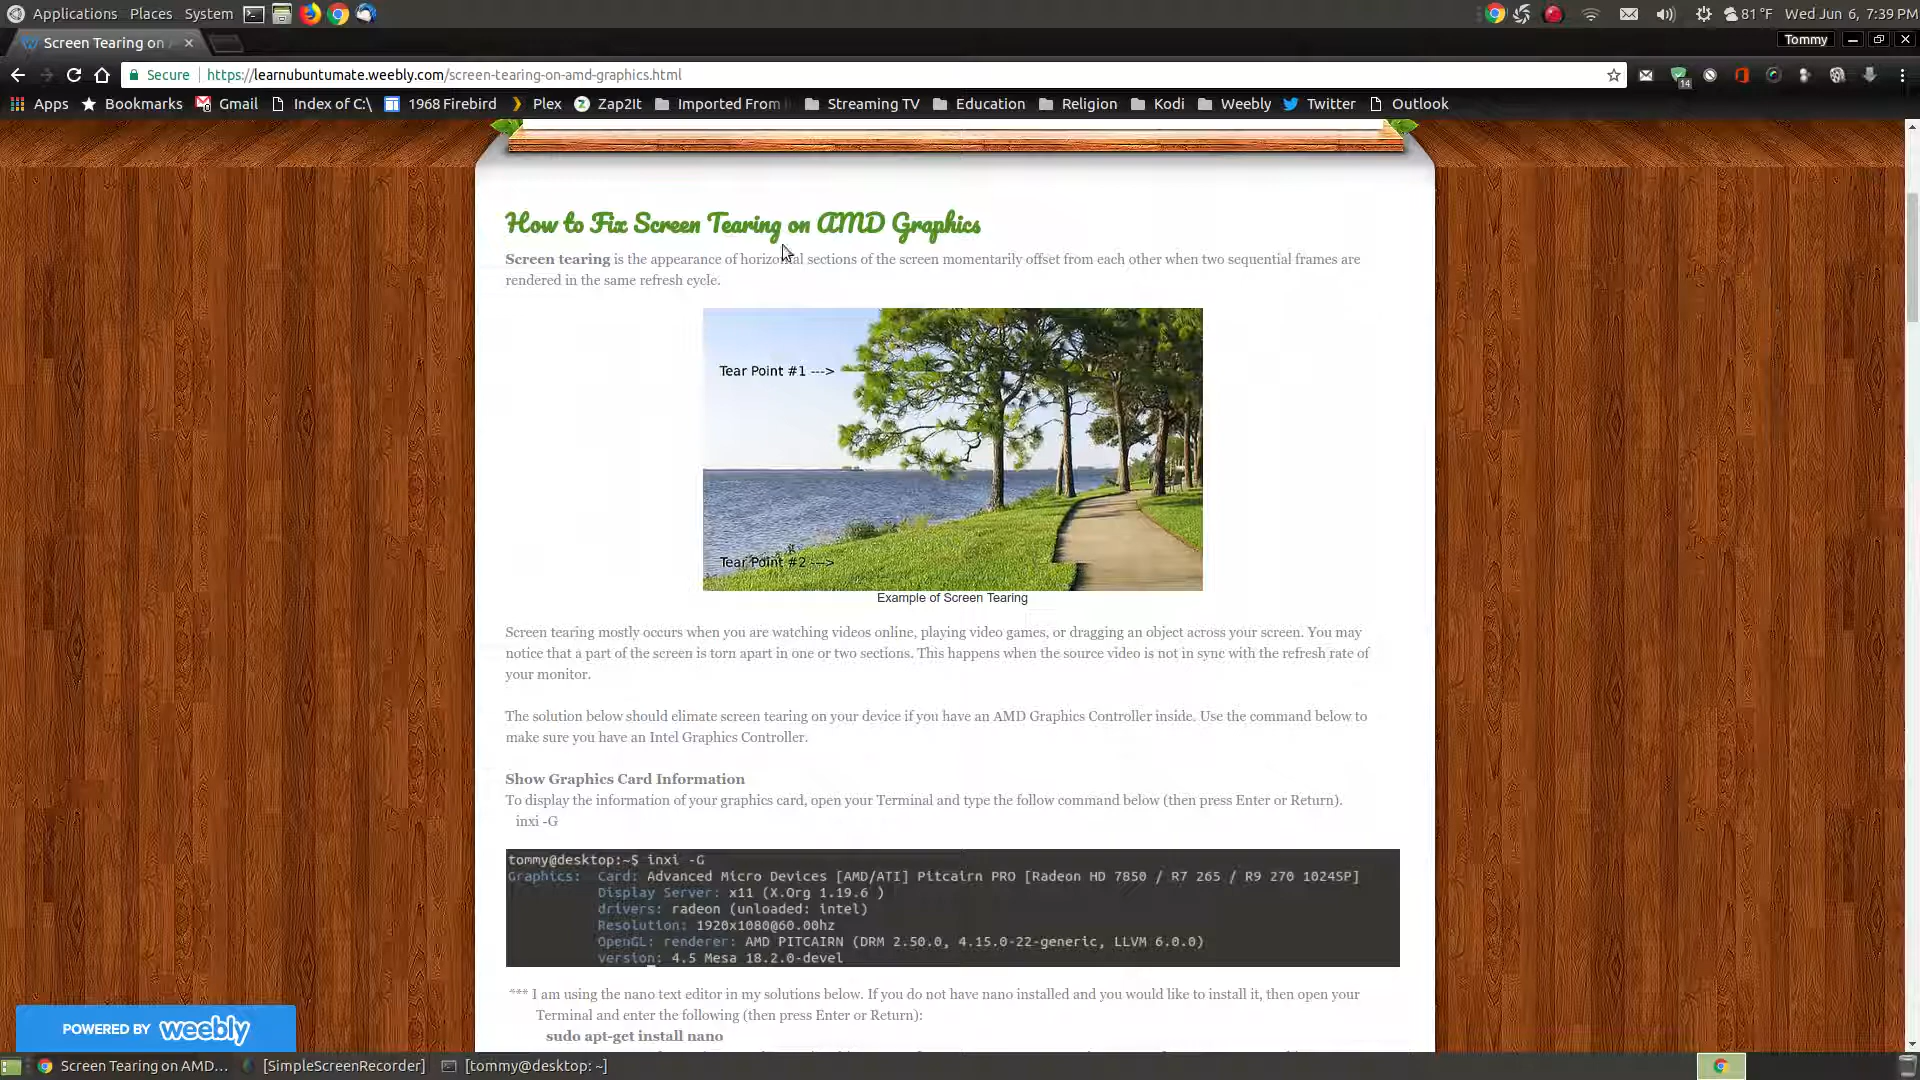 Applications Places System 81 °F Wed Jun 6, 7:39 PM
Screen Tearing on Tommy
Secure https://learnubuntumate.weebly.com/screen-tearing-on-amd-graphics.html 14
Apps Bookmarks Gmail Index of C:\ 1968 Firebird Plex Zap2It Imported From Streaming TV Education Religion Kodi Weebly Twitter Outlook
How to Fix Screen Tearing on AMD Graphics
Screen tearing is the appearance of horizontal sections of the screen momentarily offset from each other when two sequential frames are
rendered in the same refresh cycle.
Tear Point #1 --->
Tear Point #2 --->
Example of Screen Tearing
Screen tearing mostly occurs when you are watching videos online, playing video games, or dragging an object across your screen. You may
notice that a part of the screen is torn apart in one or two sections. This happens when the source video is not in sync with the refresh rate of
your monitor.
The solution below should elimate screen tearing on your device if you have an AMD Graphics Controller inside. Use the command below to
make sure you have an Intel Graphics Controller.
Show Graphics Card Information
To display the information of your graphics card, open your Terminal and type the follow command below (then press Enter or Return).
inxi -G
tommy@desktop:~$ inxi -G
Graphics: Card: Advanced Micro Devices [AMD/ATI] Pitcairn PRO [Radeon HD 7850 / R7 265 / R9 270 1024SP]
Display Server: x11 (X.Org 1.19.6 )
drivers: radeon (unloaded: intel)
Resolution: 1920x1080@60.00hz
OpenGL: renderer: AMD PITCAIRN (DRM 2.50.0, 4.15.0-22-generic, LLVM 6.0.0)
version: 4.5 Mesa 18.2.0-devel
*** I am using the nano text editor in my solutions below. If you do not have nano installed and you would like to install it, then open your
Terminal and enter the following (then press Enter or Return):
sudo apt-get install nano
POWERED BY weebly
Screen Tearing on AMD... [SimpleScreenRecorder] [tommy@desktop: ~]